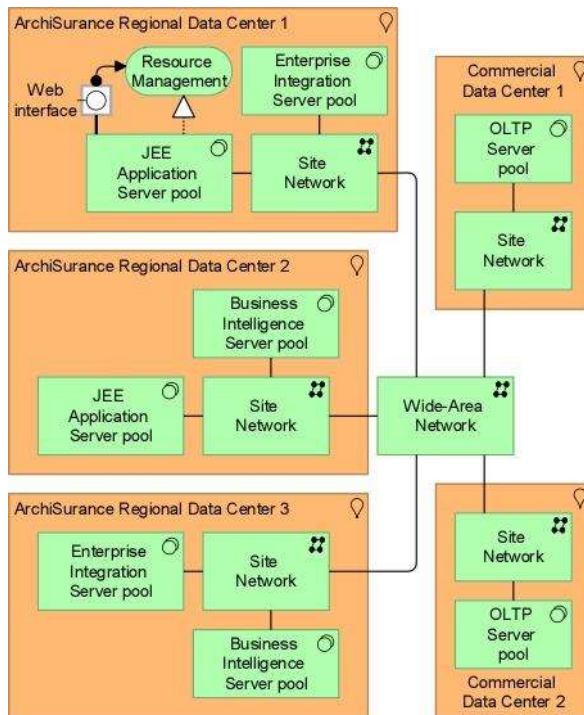 ArchiSurance Regional Data Center 1
Resource
Management
Web
interface
Enterprise
Integration
Server pool
JEE
Application
Server pool
Site
Network
Commercial
Data Center 1
OLTP
Server
pool
Site
Network
ArchiSurance Regional Data Center 2
Business
Intelligence
Server pool
JEE
Application
Server pool
Site
Network
Wide-Area
Network
ArchiSurance Regional Data Center 3
Enterprise
Integration
Server pool
Site
Network
Business
Intelligence
Server pool
Site
Network
OLTP
Server
pool
Commercial
Data Center 2